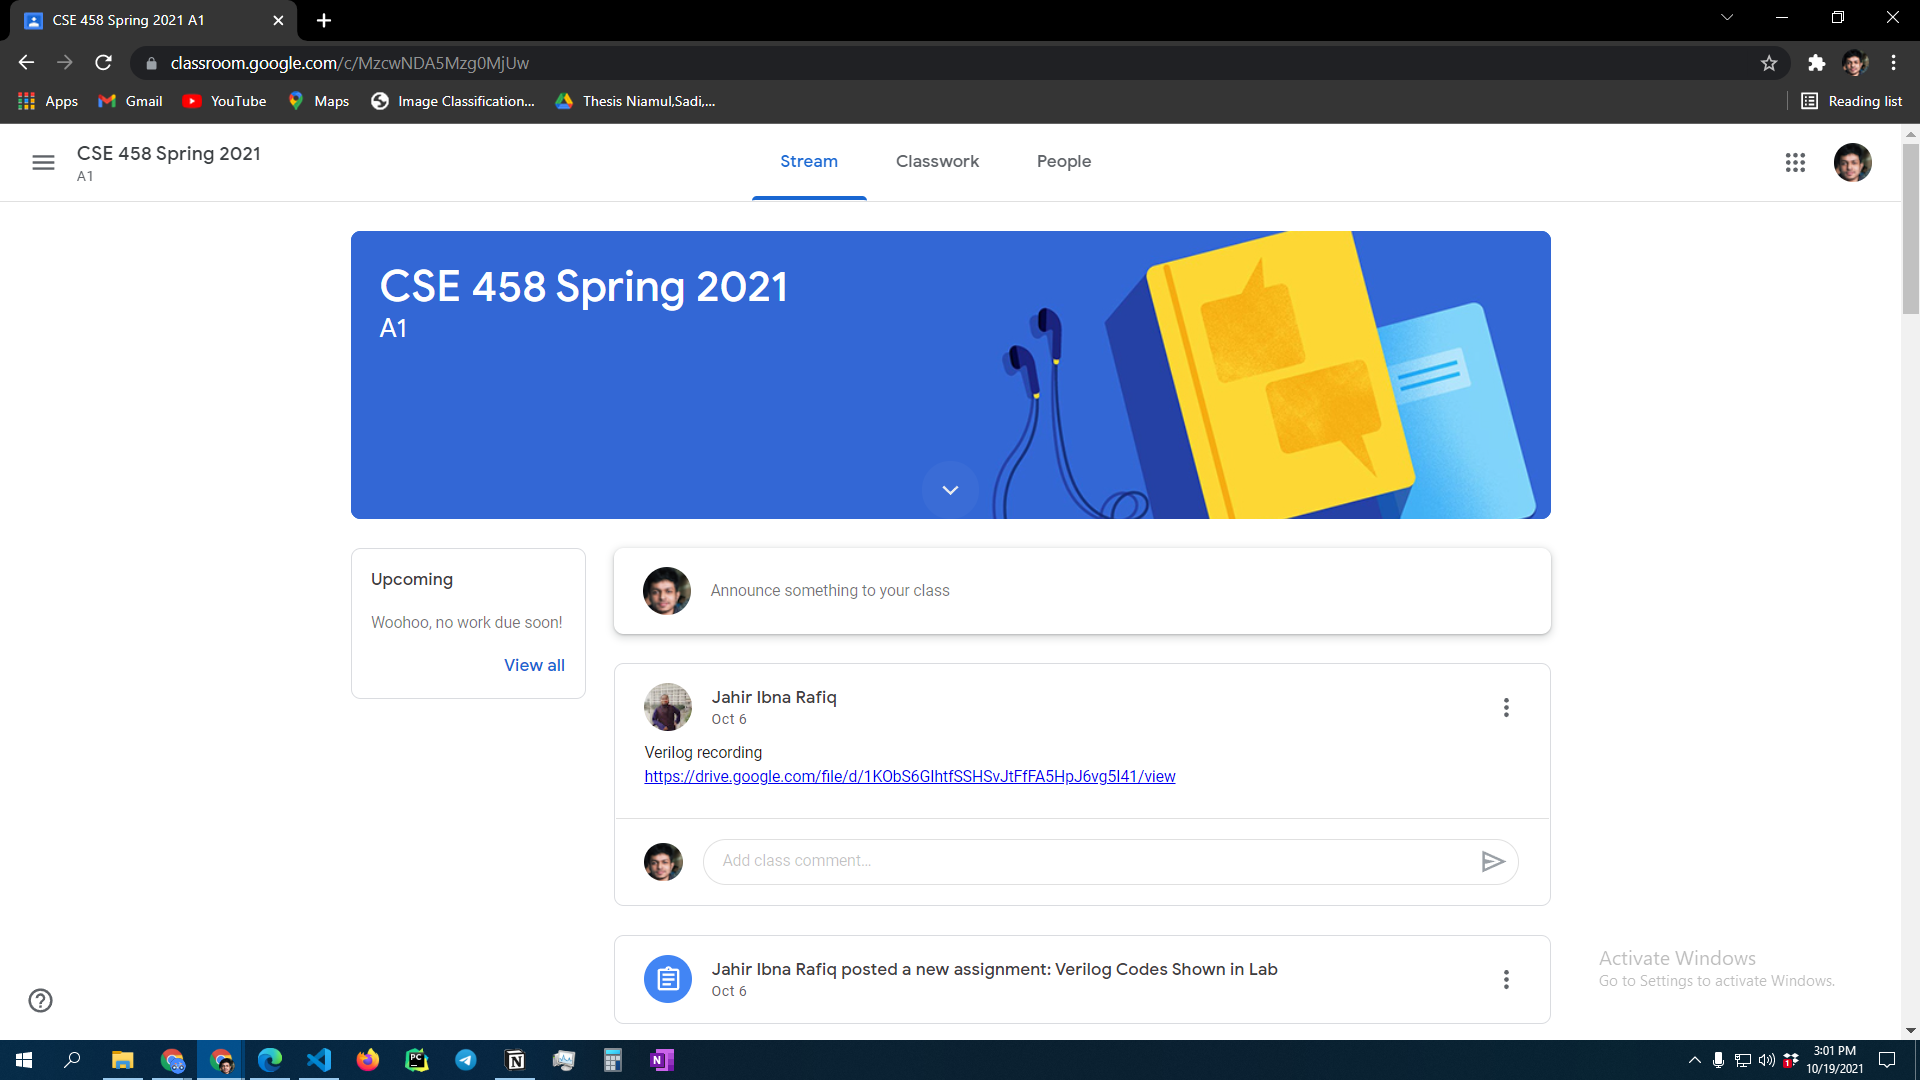 CSE 458 Spring 2021 A1
classroom.google.com/c/MzcwNDA5Mzg0MjUw
Apps
Gmail
YouTube
Maps
Image Classification...
Thesis Niamul,Sadi,...
Reading list
CSE 458 Spring 2021
A1
Stream
Classwork
People
CSE 458 Spring 2021
A1
Upcoming
Woohoo, no work due soon!
View all
Announce something to your class
Jahir Ibna Rafiq
Oct 6
Verilog recording
https://drive.google.com/file/d/1KObS6GIhtfSSHSvJtFfFA5HpJ6vg5I41/view
Add class comment...
Jahir Ibna Rafiq posted a new assignment: Verilog Codes Shown in Lab
Oct 6
Activate Windows
Go to Settings to activate Windows.
3:01 PM
10/19/2021